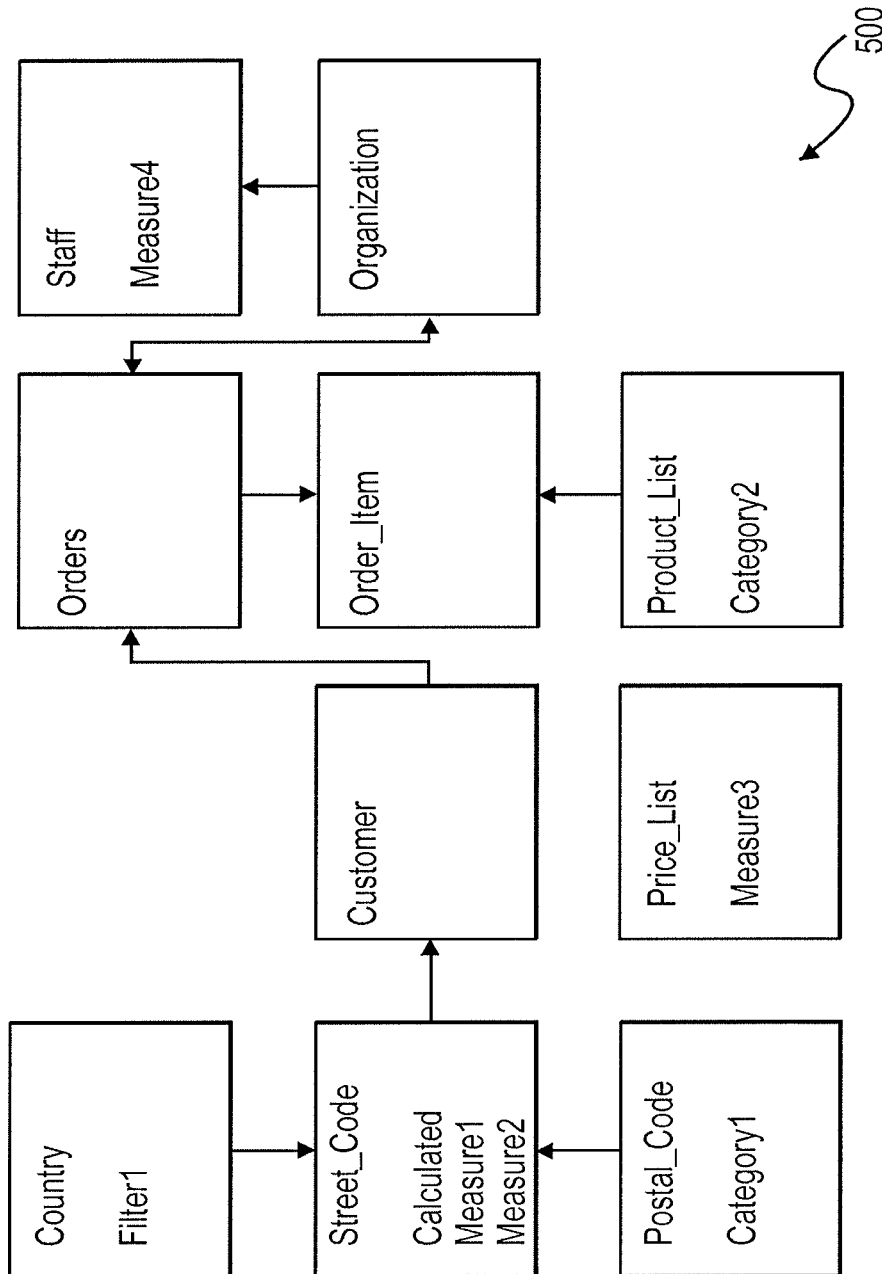 Country
Filter1
Street_Code
Calculated
Measure1
Measure2
Postal_Code
Category1
Customer
Price_List
Measure3
Orders
Order_Item
Product_List
Category2
Staff
Measure4
Organization
500